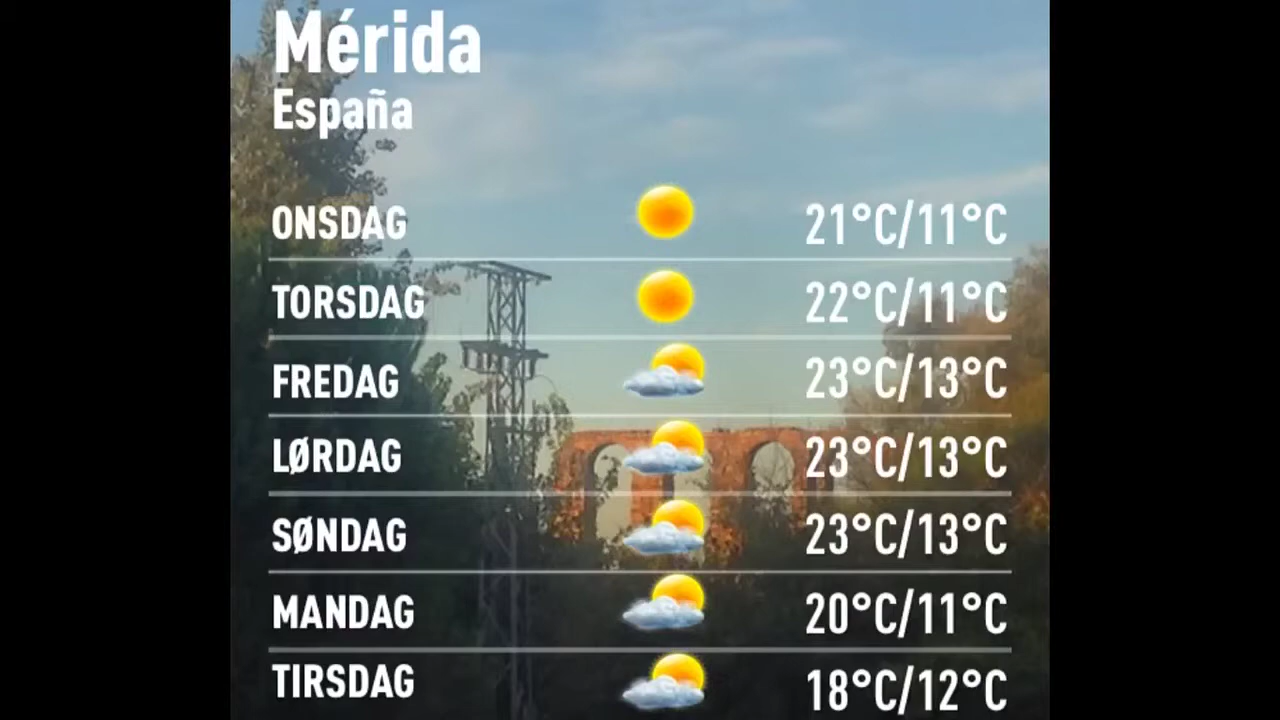 Mérida
España
ONSDAG 21°C/11°C
TORSDAG 22°C/11°C
FREDAG 23°C/13°C
LØRDAG 23°C/13°C
SØNDAG 23°C/13°C
MANDAG 20°C/11°C
TIRSDAG 18°C/12°C